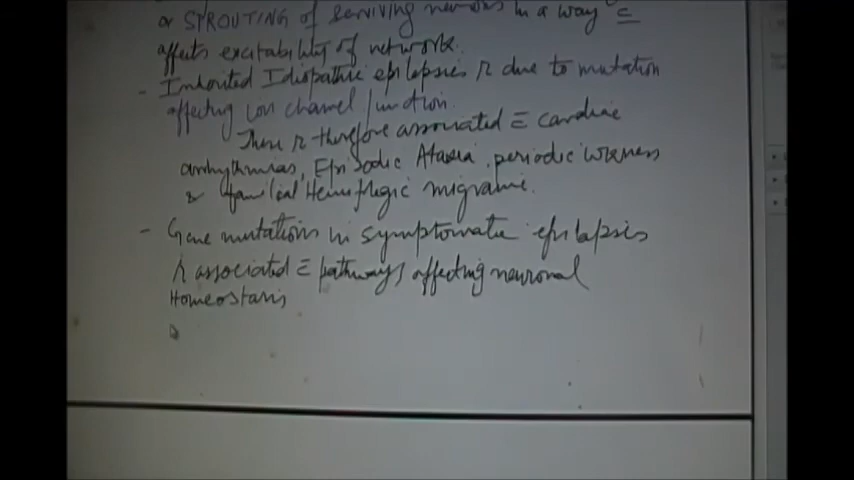 or SPROUTING of surviving neurons in a way c̄
affects excitability of network.
- Inherited Idiopathic epilepsies r due to mutation
affecting ion channel function.
These r therefore associated c̄ cardiac
arrhythmias, Episodic Ataxia, periodic weakness
& familial Hemiplegic migraine.
- Gene mutations in symptomatic epilepsies
r associated c̄ pathways affecting neuronal
Homeostasis